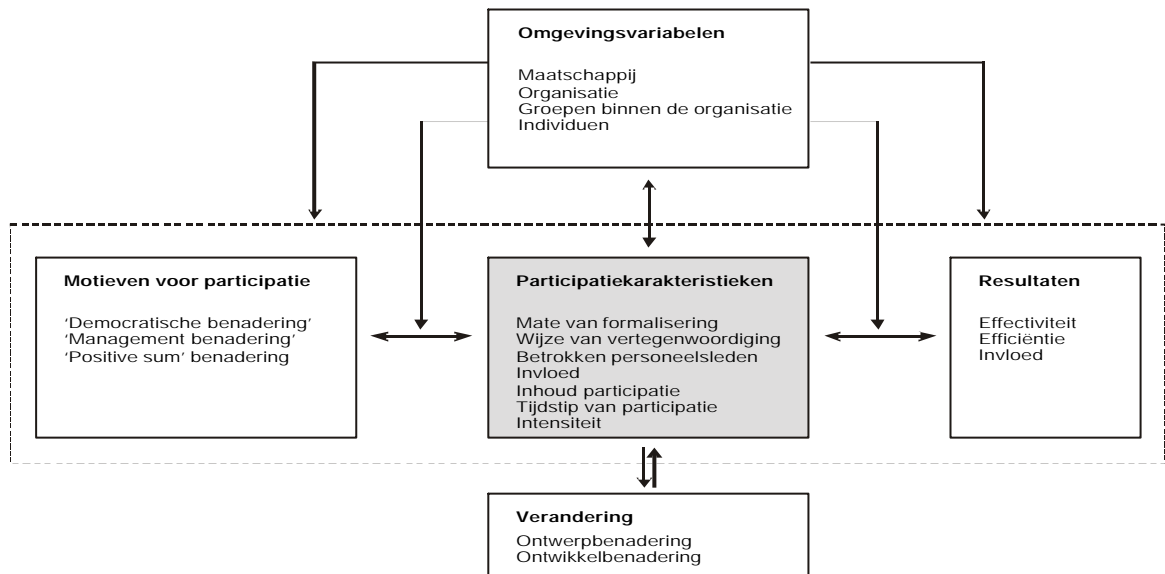 Omgevingsvariabelen
Maatschappij
Organisatie
Groepen binnen de organisatie
Individuen
Motieven voor participatie
‘Democratische benadering’
‘Management benadering’
‘Positive sum’ benadering
Participatiekarakteristieken
Mate van formalisering
Wijze van vertegenwoordiging
Betrokken personeelsleden
Invloed
Inhoud participatie
Tijdstip van participatie
Intensiteit
Resultaten
Effectiviteit
Efficiëntie
Invloed
Verandering
Ontwerpbenadering
Ontwikkelbenadering